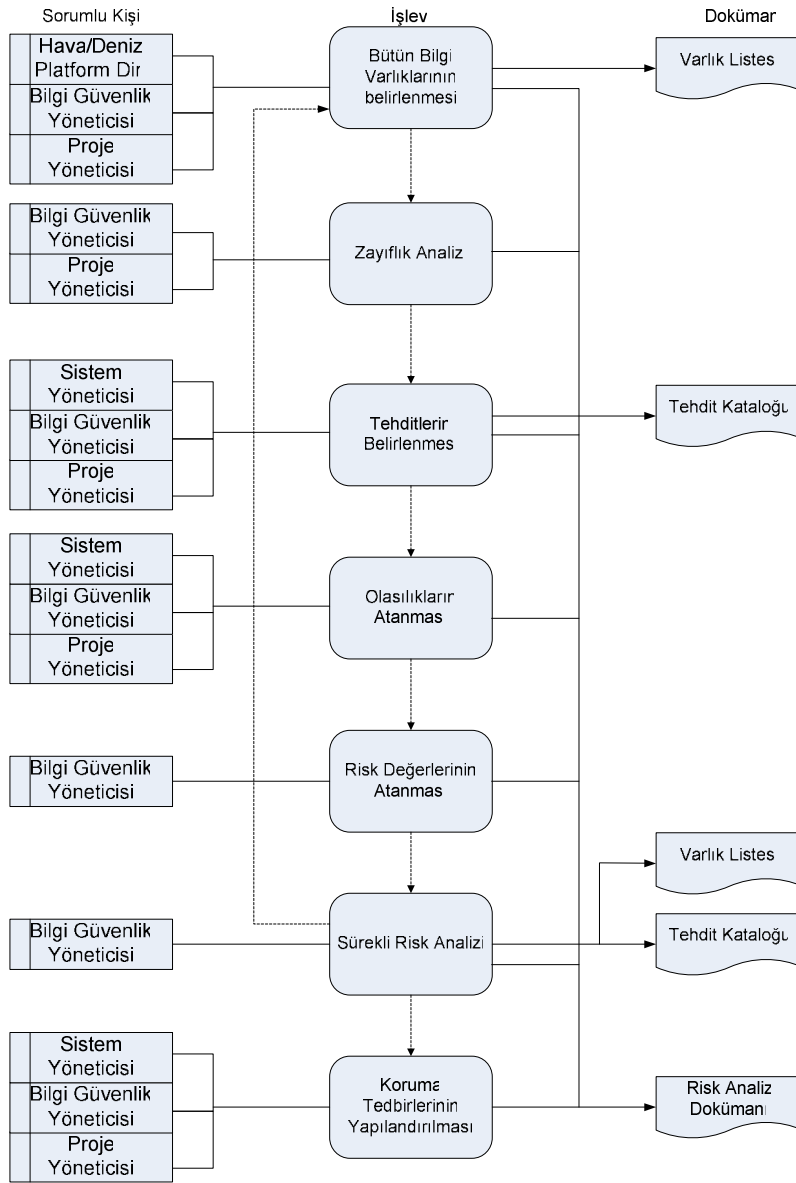 Sorumlu Kişi
İşlev
Dokümar
Hava/Deniz
Platform Dir
Bilgi Güvenlik
Yöneticisi
Proje
Yöneticisi
Bütün Bilgi
Varlıklarının
belirlenmesi
Varlık Listes
Bilgi Güvenlik
Yöneticisi
Proje
Yöneticisi
Zayıflık Analiz
Sistem
Yöneticisi
Bilgi Güvenlik
Yöneticisi
Proje
Yöneticisi
Tehditlerir
Belirlenmes
Tehdit Kataloğu
Sistem
Yöneticisi
Bilgi Güvenlik
Yöneticisi
Proje
Yöneticisi
Olasılıkların
Atanmas
Bilgi Güvenlik
Yöneticisi
Risk Değerlerinin
Atanmas
Varlık Listes
Bilgi Güvenlik
Yöneticisi
Sürekli Risk Analizi
Tehdit Kataloğu
Sistem
Yöneticisi
Bilgi Güvenlik
Yöneticisi
Proje
Yöneticisi
Koruma
Tedbirlerinin
Yapılandırılması
Risk Analiz
Dokümanı